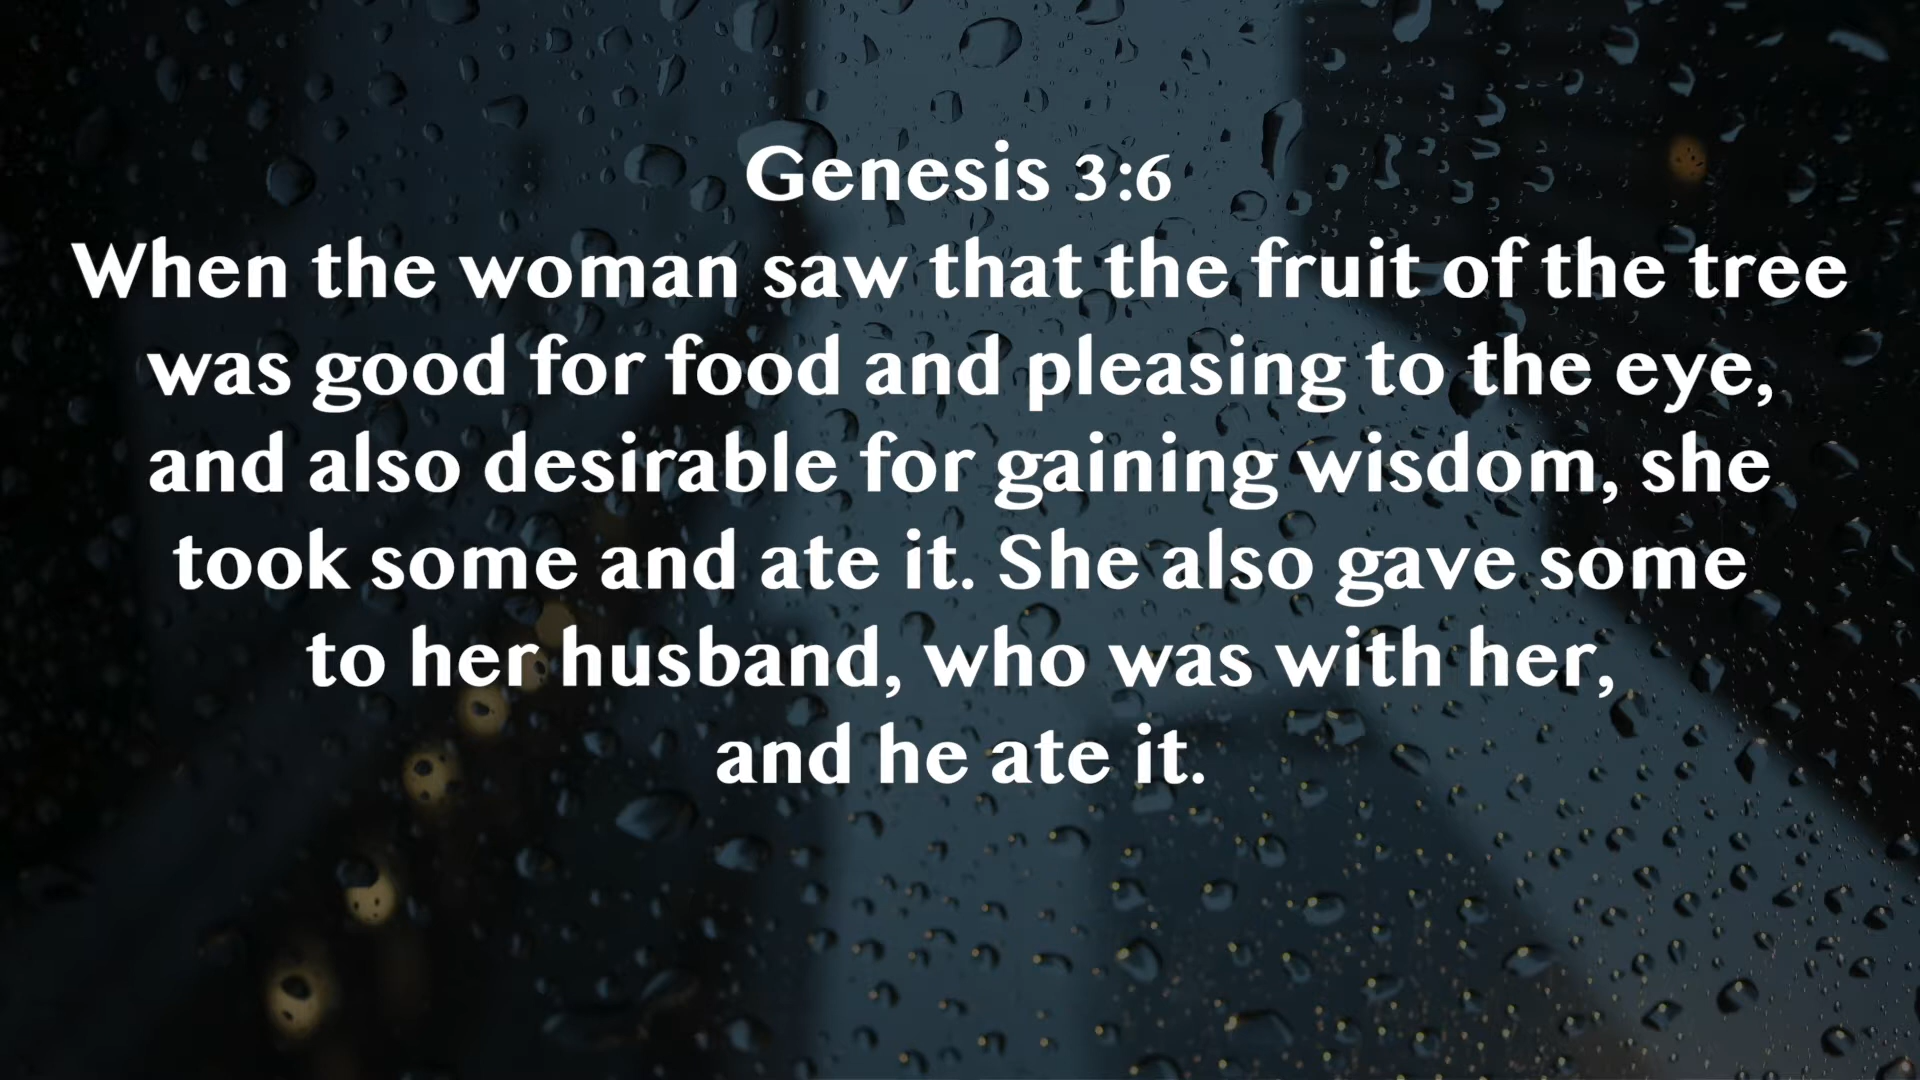 Genesis 3:6
When the woman saw that the fruit of the tree
was good for food and pleasing to the eye,
and also desirable for gaining wisdom, she
took some and ate it. She also gave some
to her husband, who was with her,
and he ate it.